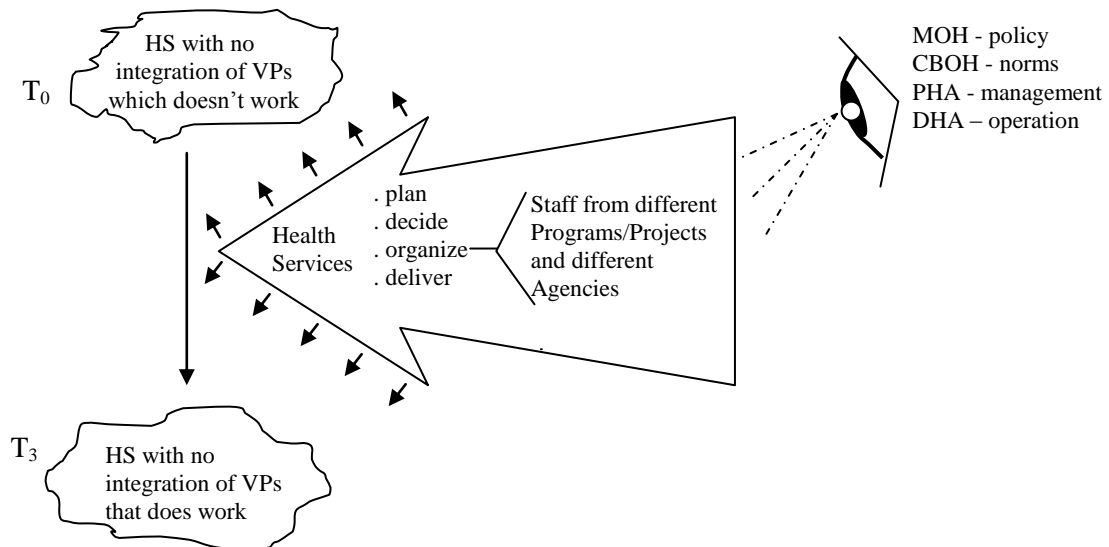 HS with no
integration of VPs
which doesn't work
T₀
MOH - policy
CBOH - norms
PHA - management
DHA – operation
Health
Services
. plan
. decide
. organize
. deliver
Staff from different
Programs/Projects
and different
Agencies
T₃
HS with no
integration of VPs
that does work